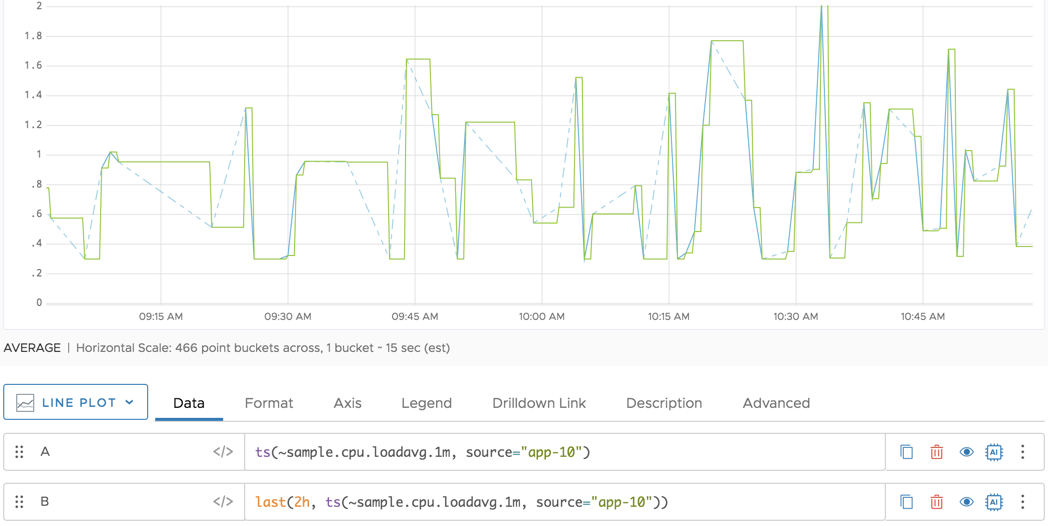 2
1.8
1.6
1.4
1.2
1
.8
.6
.4
.2
0
09:15 AM 09:30 AM 09:45 AM 10:00 AM 10:15 AM 10:30 AM 10:45 AM
AVERAGE | Horizontal Scale: 466 point buckets across, 1 bucket ~ 15 sec (est)
LINE PLOT Data Format Axis Legend Drilldown Link Description Advanced
A </> ts(~sample.cpu.loadavg.1m, source="app-10") AI
B </> last(2h, ts(~sample.cpu.loadavg.1m, source="app-10")) AI